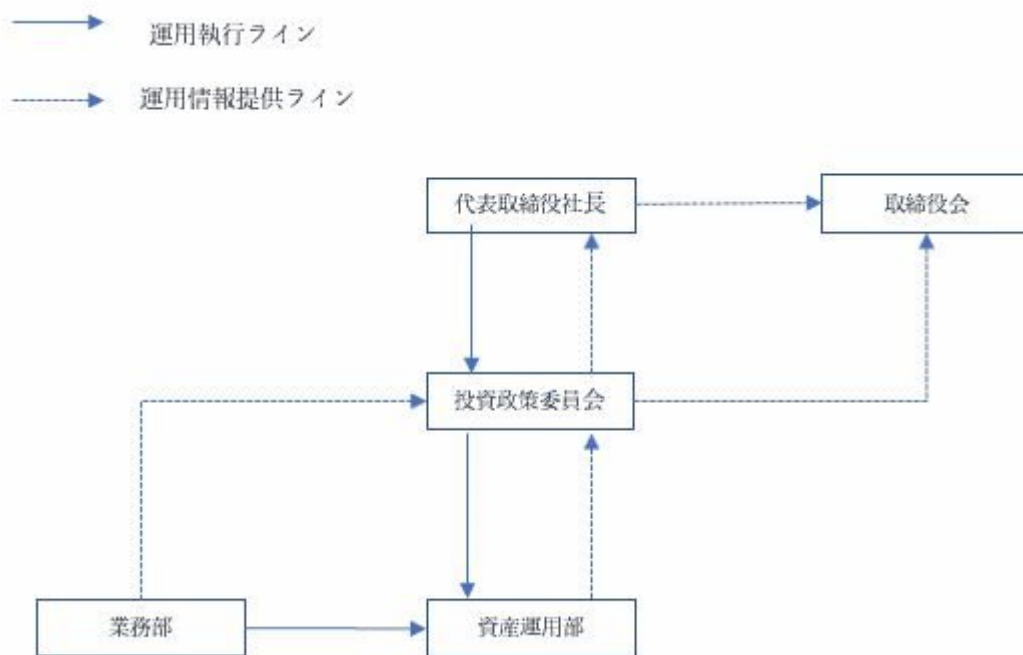 運用執行ライン
運用情報提供ライン
代表取締役社長
取締役会
投資政策委員会
業務部
資産運用部